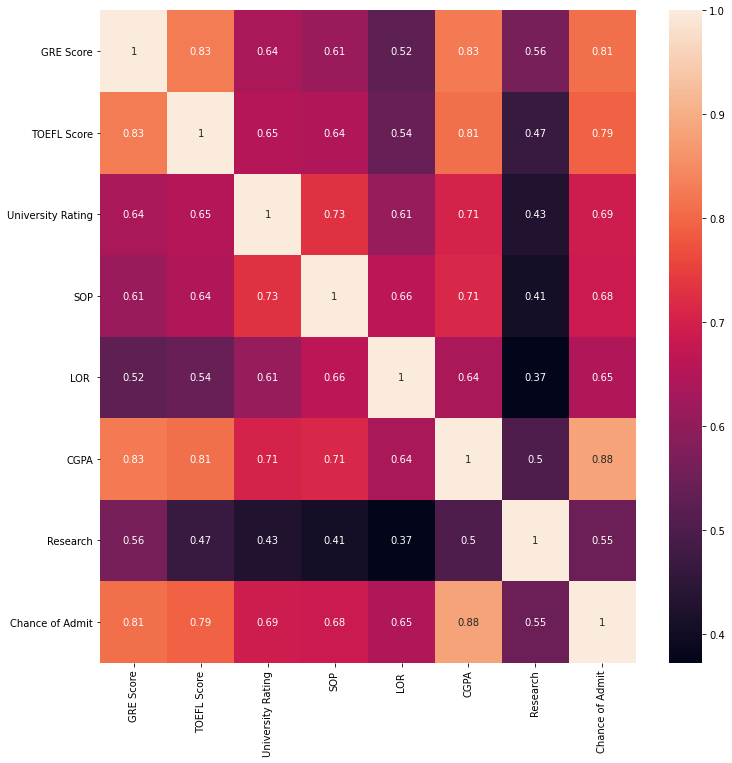 GRE Score 1 0.83 0.64 0.61 0.52 0.83 0.56 0.81
TOEFL Score 0.83 1 0.65 0.64 0.54 0.81 0.47 0.79
University Rating 0.64 0.65 1 0.73 0.61 0.71 0.43 0.69
SOP 0.61 0.64 0.73 1 0.66 0.71 0.41 0.68
LOR 0.52 0.54 0.61 0.66 1 0.64 0.37 0.65
CGPA 0.83 0.81 0.71 0.71 0.64 1 0.5 0.88
Research 0.56 0.47 0.43 0.41 0.37 0.5 1 0.55
Chance of Admit 0.81 0.79 0.69 0.68 0.65 0.88 0.55 1
GRE Score
TOEFL Score
University Rating
SOP
LOR
CGPA
Research
Chance of Admit
1.0
0.9
0.8
0.7
0.6
0.5
0.4